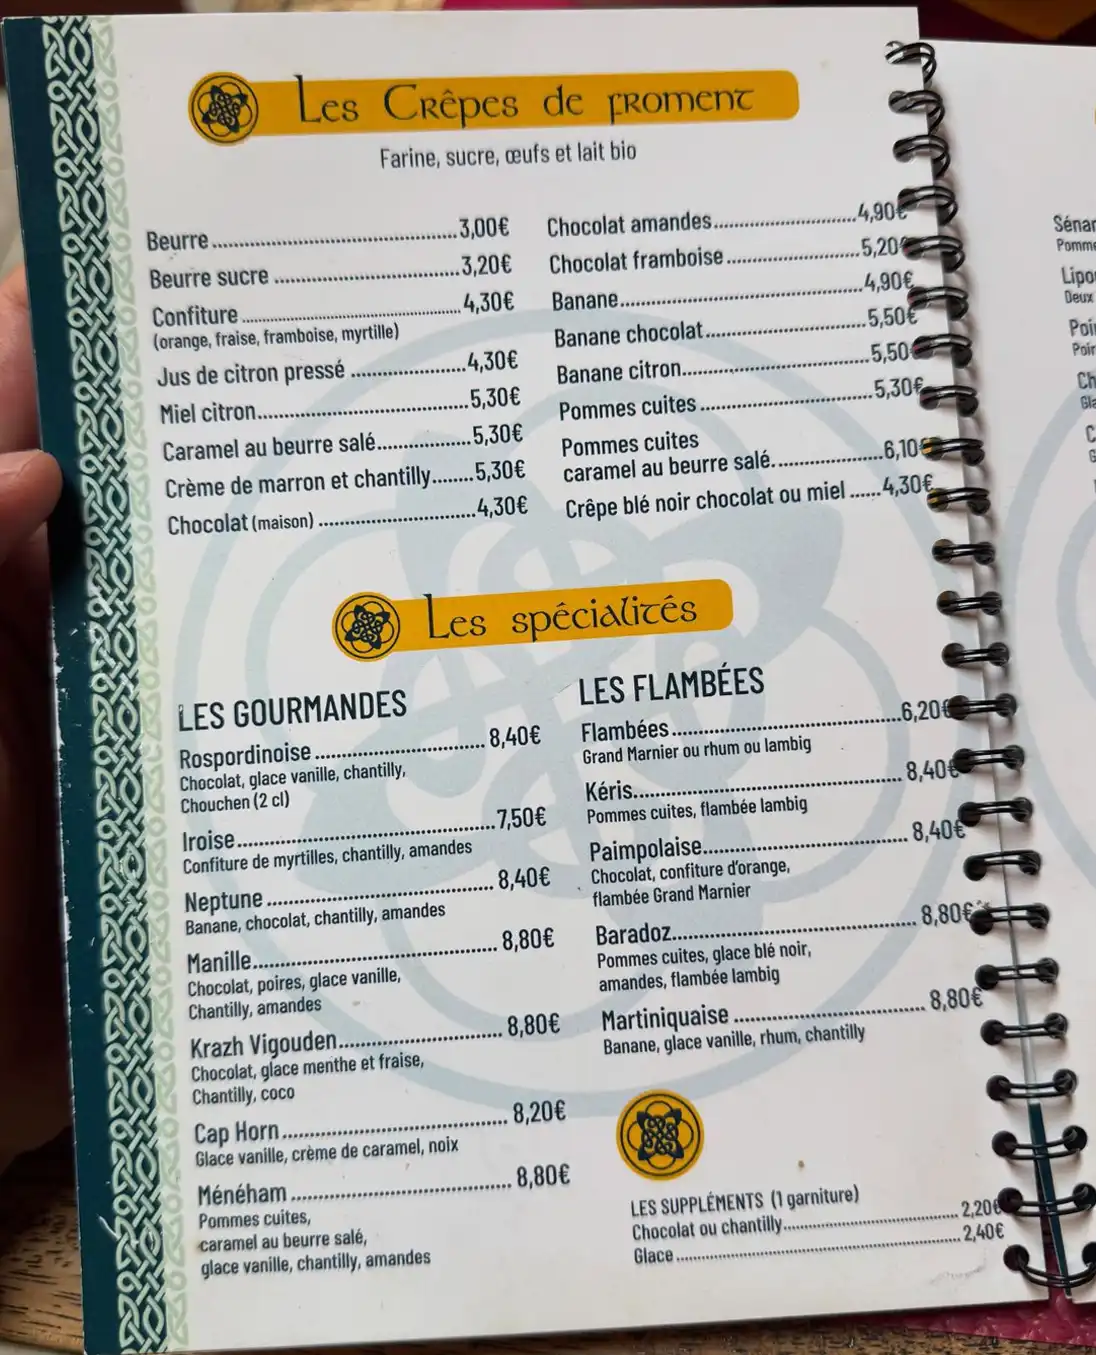 Les Crêpes de froment
Farine, sucre, œufs et lait bio
Beurre 3,00€
Beurre sucre 3,20€
Confiture 4,30€
(orange, fraise, framboise, myrtille)
Jus de citron pressé 4,30€
Miel citron 5,30€
Caramel au beurre salé 5,30€
Crème de marron et chantilly 5,30€
Chocolat (maison) 4,30€
Chocolat amandes 4,90€
Chocolat framboise 5,20€
Banane 4,90€
Banane chocolat 5,50€
Banane citron 5,50€
Pommes cuites 5,30€
Pommes cuites
caramel au beurre salé 6,10€
Crêpe blé noir chocolat ou miel 4,30€
Les spécialités
LES GOURMANDES
Rospordinoise 8,40€
Chocolat, glace vanille, chantilly,
Chouchen (2 cl)
Iroise 7,50€
Confiture de myrtilles, chantilly, amandes
Neptune 8,40€
Banane, chocolat, chantilly, amandes
Manille 8,80€
Chocolat, poires, glace vanille,
Chantilly, amandes
Krazh Vigouden 8,80€
Chocolat, glace menthe et fraise,
Chantilly, coco
Cap Horn 8,20€
Glace vanille, crème de caramel, noix
Ménéham 8,80€
Pommes cuites,
caramel au beurre salé,
glace vanille, chantilly, amandes
LES FLAMBÉES
Flambées 6,20€
Grand Marnier ou rhum ou lambig
Kéris 8,40€
Pommes cuites, flambée lambig
Paimpolaise 8,40€
Chocolat, confiture d'orange,
flambée Grand Marnier
Baradoz 8,80€
Pommes cuites, glace blé noir,
amandes, flambée lambig
Martiniquaise 8,80€
Banane, glace vanille, rhum, chantilly
LES SUPPLÉMENTS (1 garniture)
Chocolat ou chantilly 2,20€
Glace 2,40€
Deux